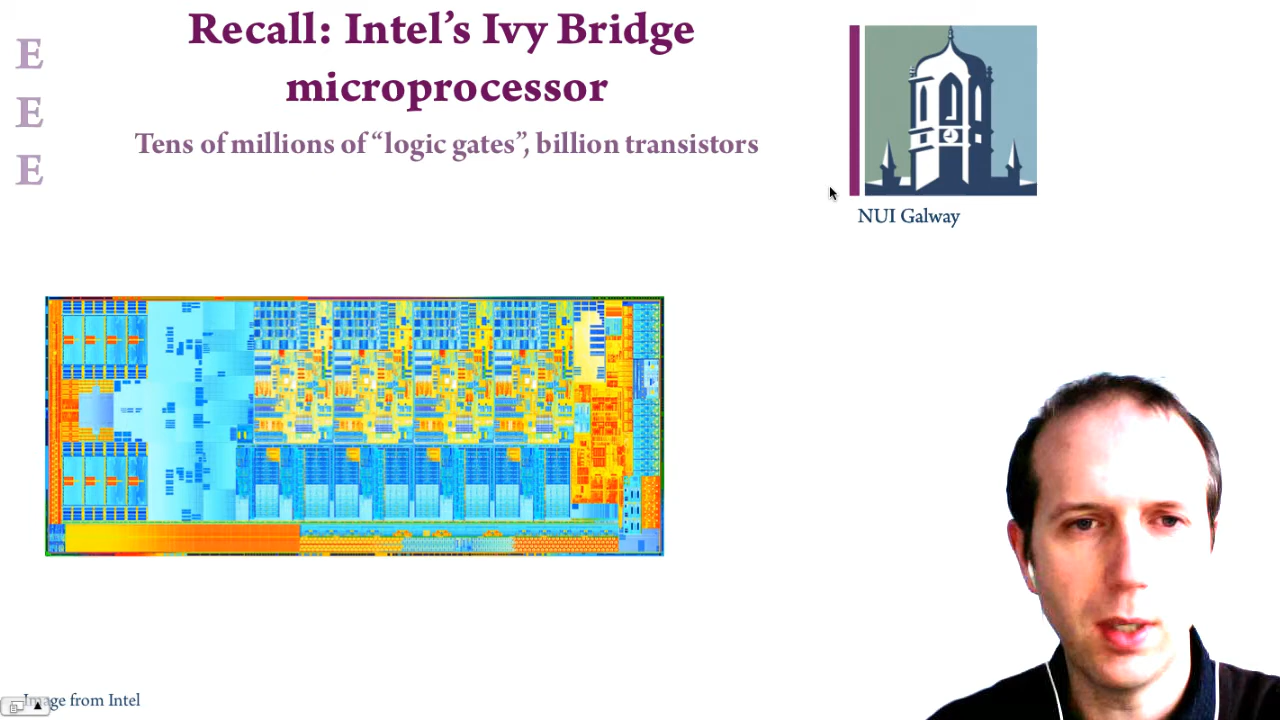 E
E
E
Recall: Intel's Ivy Bridge
microprocessor
Tens of millions of “logic gates”, billion transistors
NUI Galway
Image from Intel